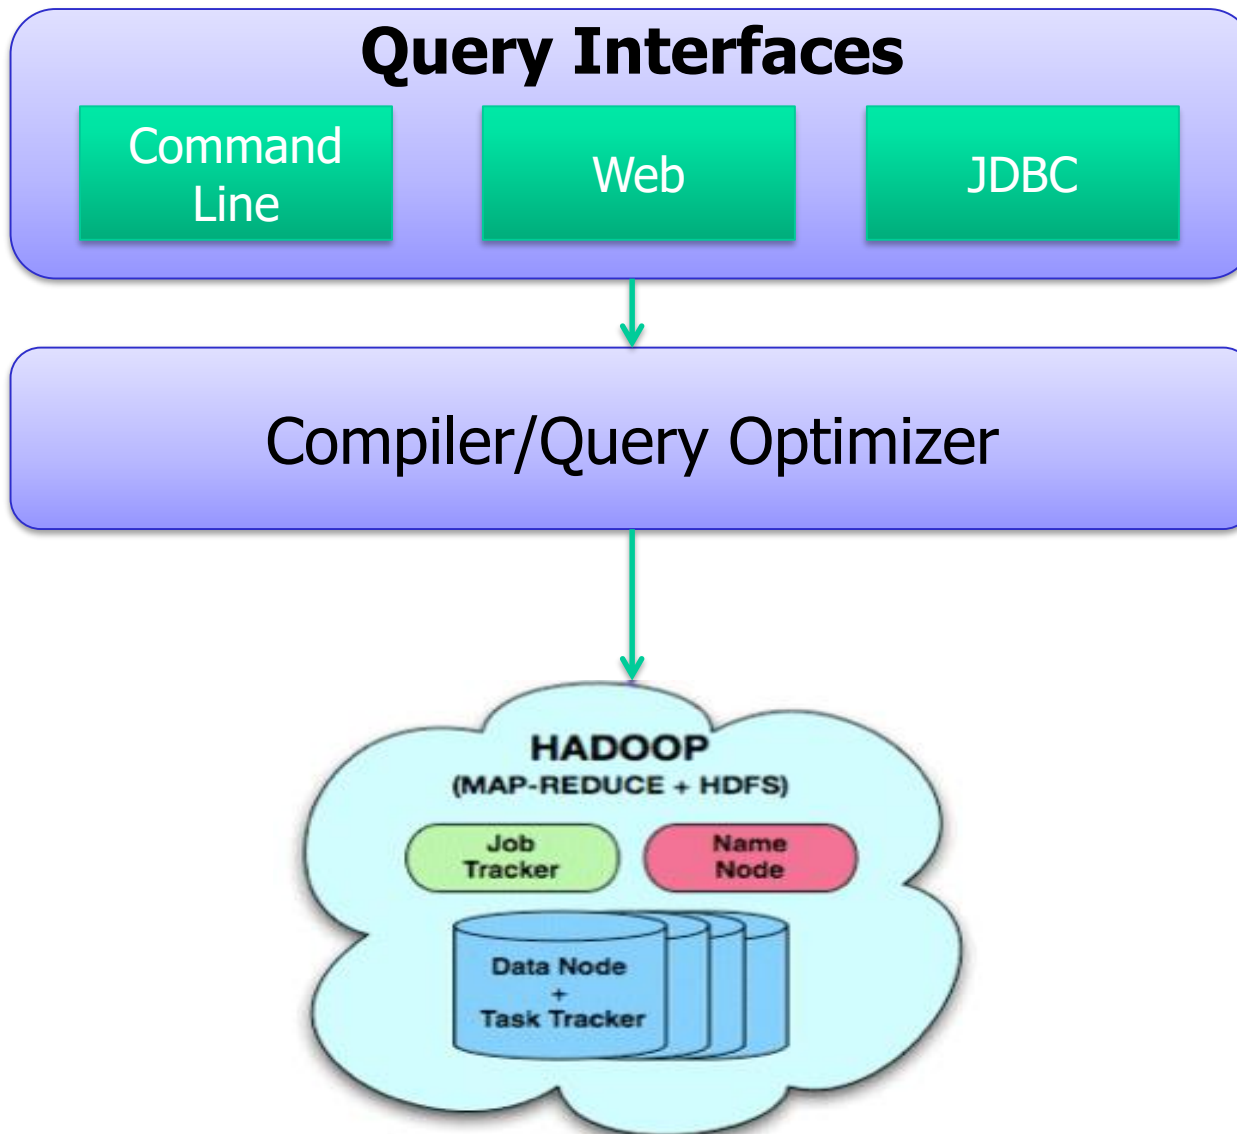 Query Interfaces
Command
Line
Web
JDBC
Compiler/Query Optimizer
HADOOP
(MAP-REDUCE + HDFS)
Job
Tracker
Name
Node
Data Node
+
Task Tracker